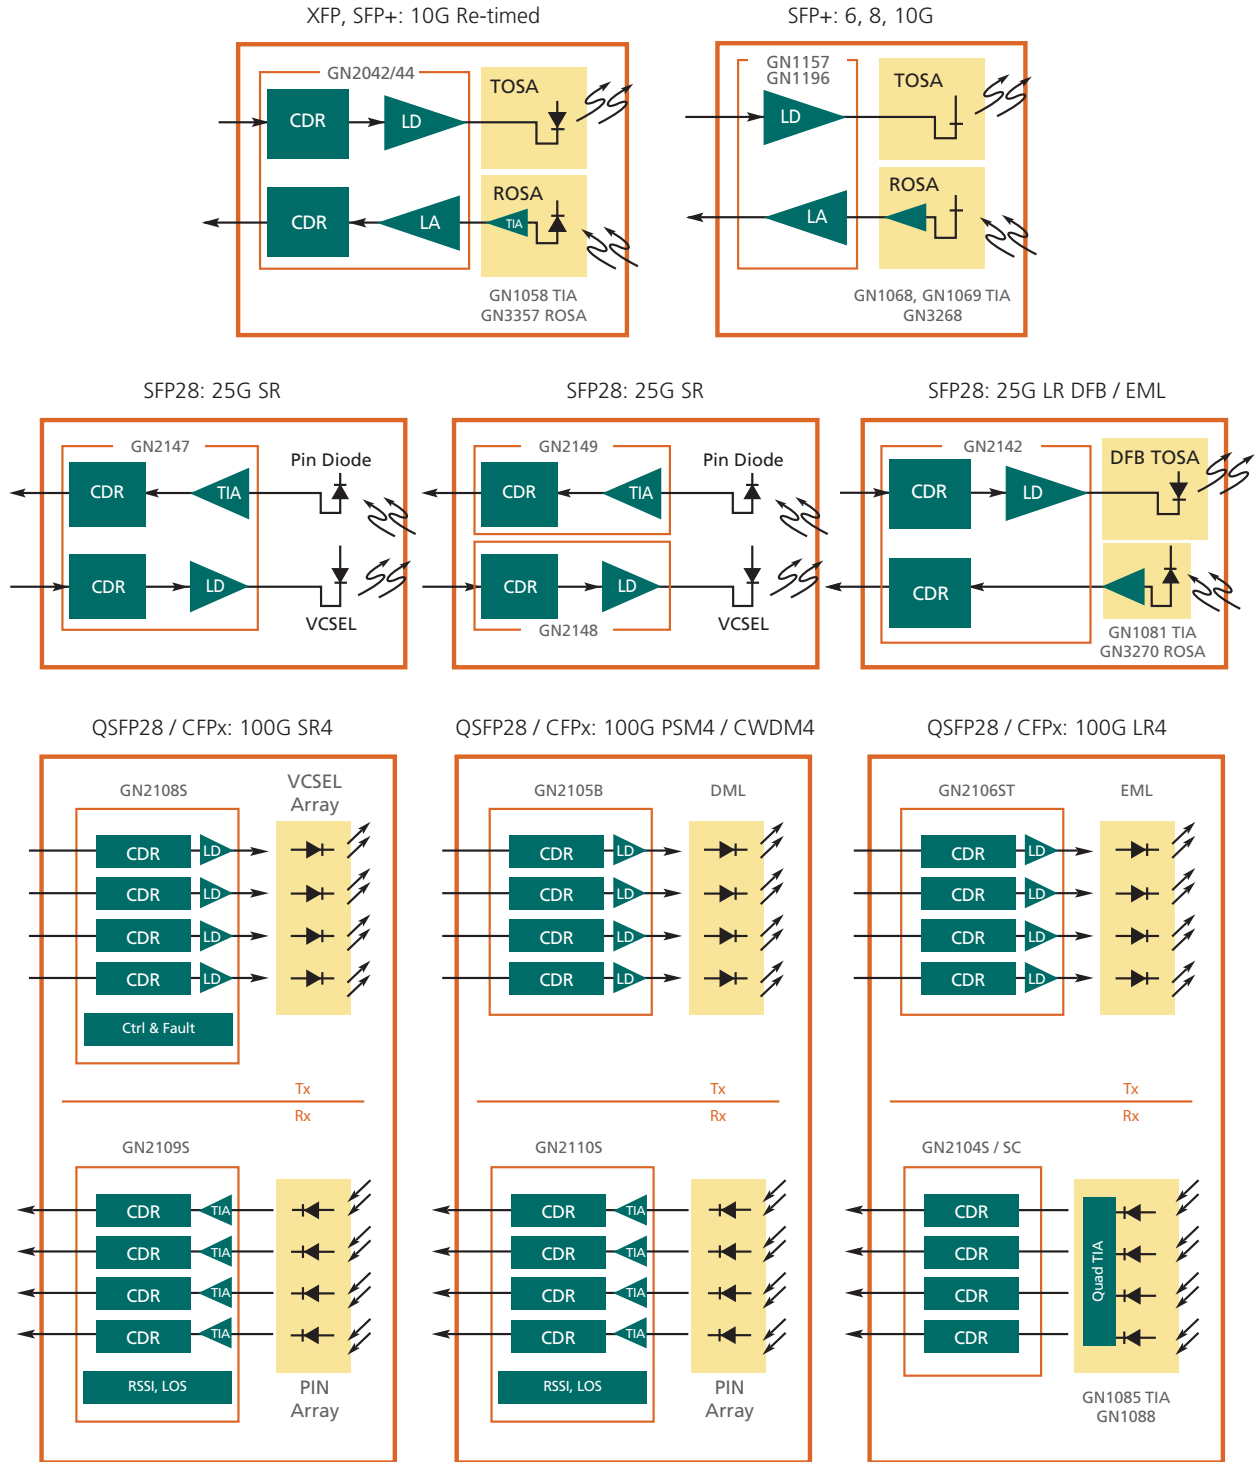 XFP, SFP+: 10G Re-timed
GN2042/44
CDR
LD
TOSA
CDR
LA
ROSA
TIA
GN1058 TIA
GN3357 ROSA
SFP+: 6, 8, 10G
GN1157
GN1196
LD
TOSA
LA
ROSA
GN1068, GN1069 TIA
GN3268
SFP28: 25G SR
GN2147
CDR
TIA
Pin Diode
CDR
LD
VCSEL
SFP28: 25G SR
GN2149
CDR
TIA
Pin Diode
CDR
LD
GN2148
VCSEL
SFP28: 25G LR DFB / EML
GN2142
CDR
LD
DFB TOSA
CDR
GN1081 TIA
GN3270 ROSA
QSFP28 / CFPx: 100G SR4
GN2108S
VCSEL
Array
CDR
LD
CDR
LD
CDR
LD
CDR
LD
Ctrl & Fault
Tx
Rx
GN2109S
CDR
TIA
CDR
TIA
CDR
TIA
CDR
TIA
RSSI, LOS
PIN
Array
QSFP28 / CFPx: 100G PSM4 / CWDM4
GN2105B
DML
CDR
LD
CDR
LD
CDR
LD
CDR
LD
Tx
Rx
GN2110S
CDR
TIA
CDR
TIA
CDR
TIA
CDR
TIA
RSSI, LOS
PIN
Array
QSFP28 / CFPx: 100G LR4
GN2106ST
EML
CDR
LD
CDR
LD
CDR
LD
CDR
LD
Tx
Rx
GN2104S / SC
CDR
CDR
CDR
CDR
Quad TIA
GN1085 TIA
GN1088